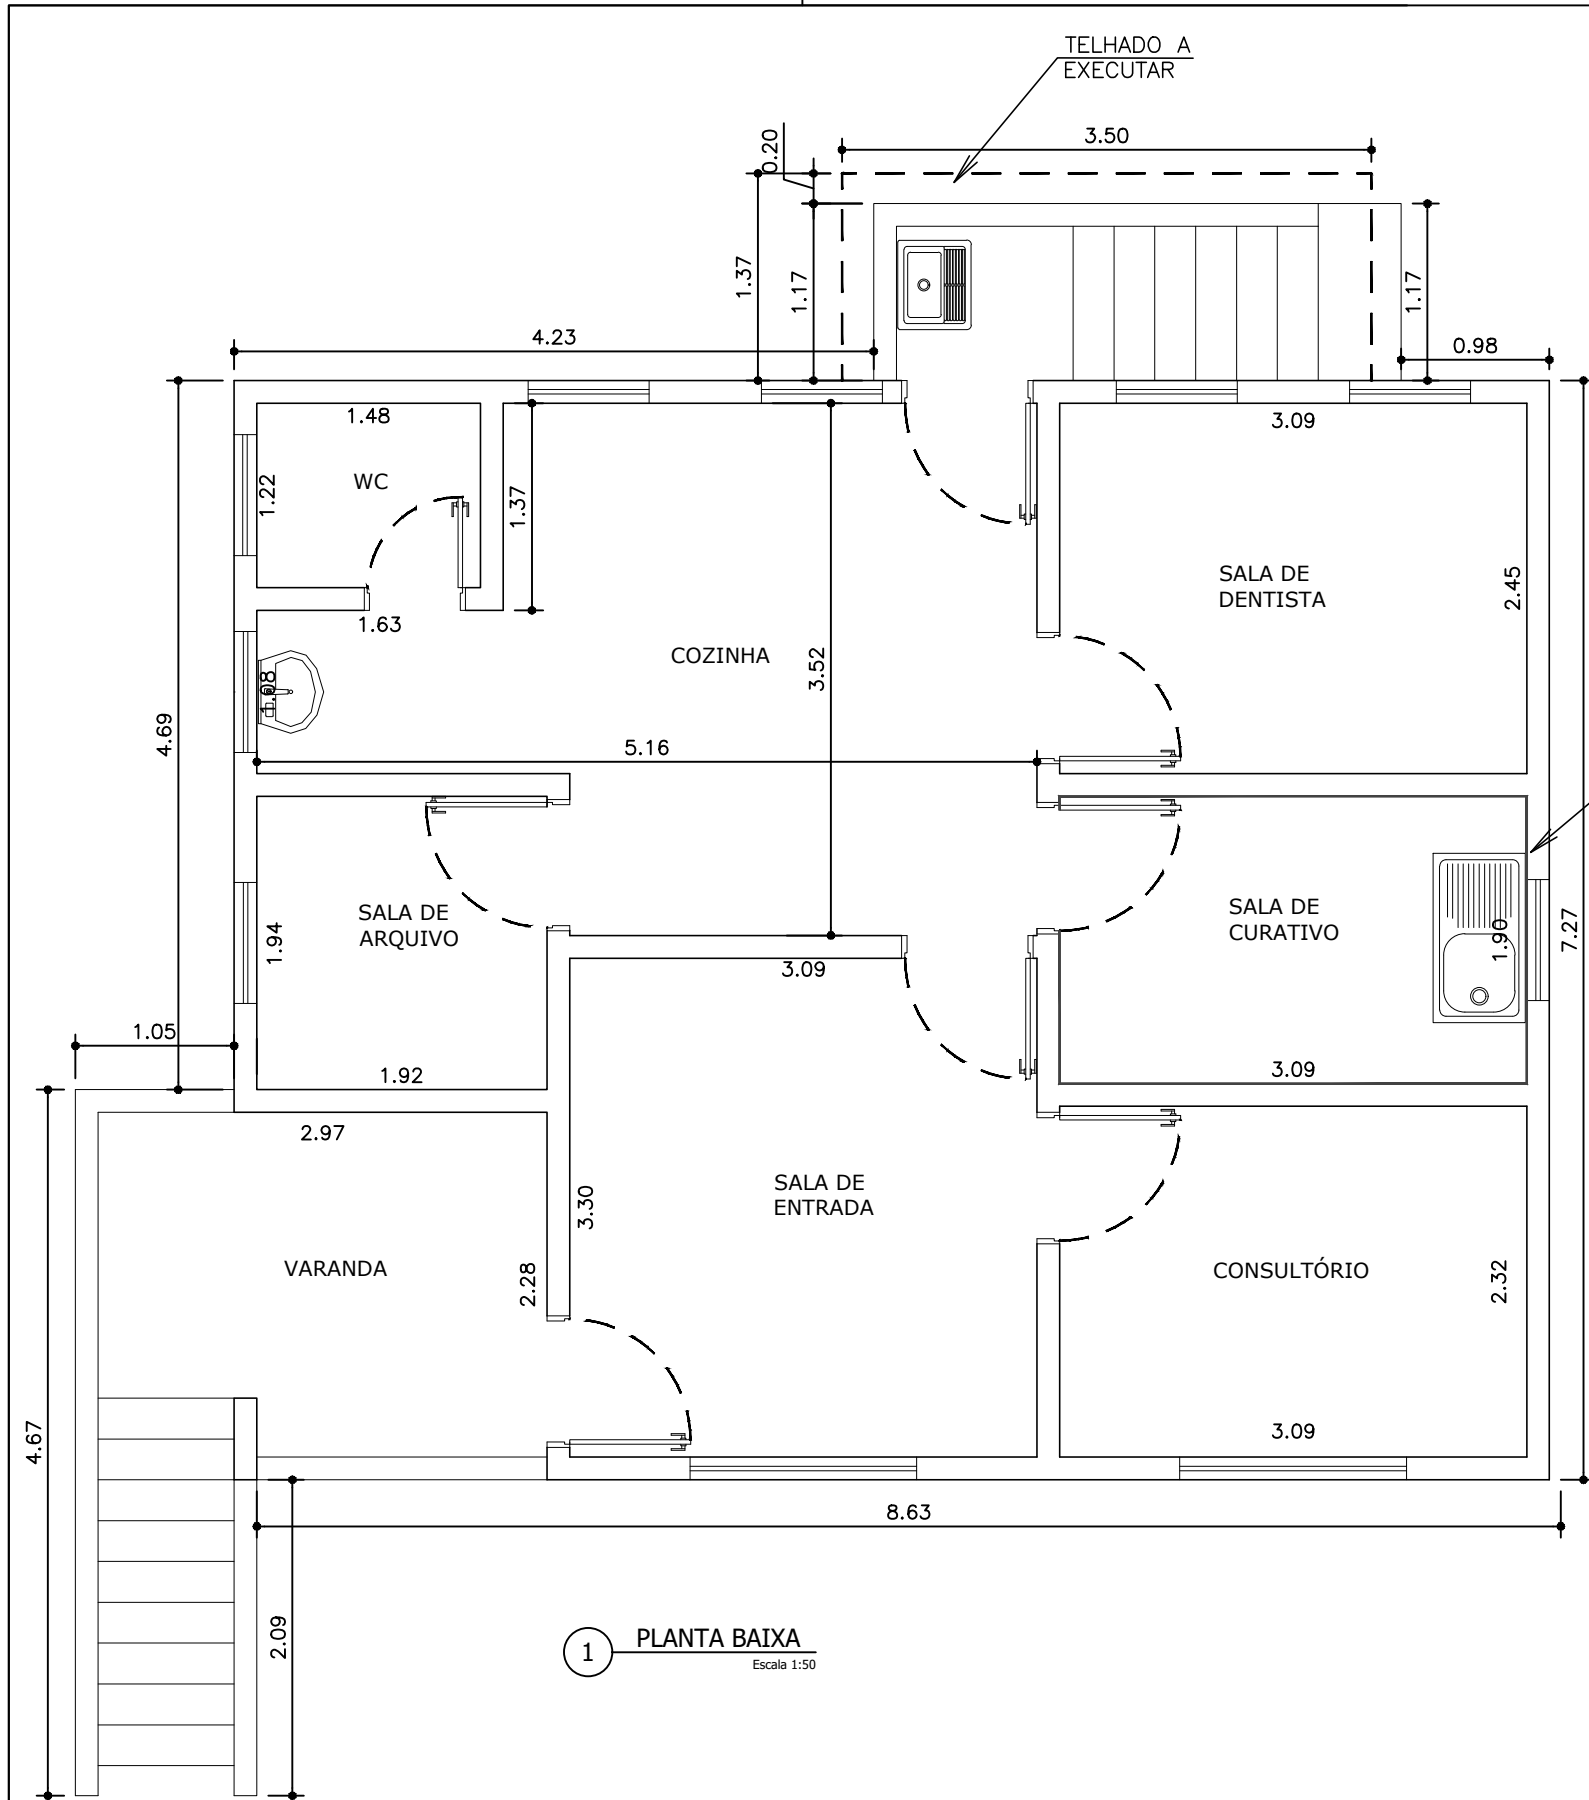 TELHADO A
EXECUTAR
3.50
0.20
1.37
1.17
1.17
4.23
0.98
1.48
3.09
WC
1.22
1.37
SALA DE
DENTISTA
2.45
1.63
COZINHA
3.52
1.08
4.69
5.16
SALA DE
ARQUIVO
1.94
SALA DE
CURATIVO
1.90
7.27
3.09
1.05
1.92
3.09
2.97
SALA DE
ENTRADA
3.30
VARANDA
2.28
CONSULTÓRIO
2.32
3.09
4.67
8.63
2.09
1
PLANTA BAIXA
Escala 1:50